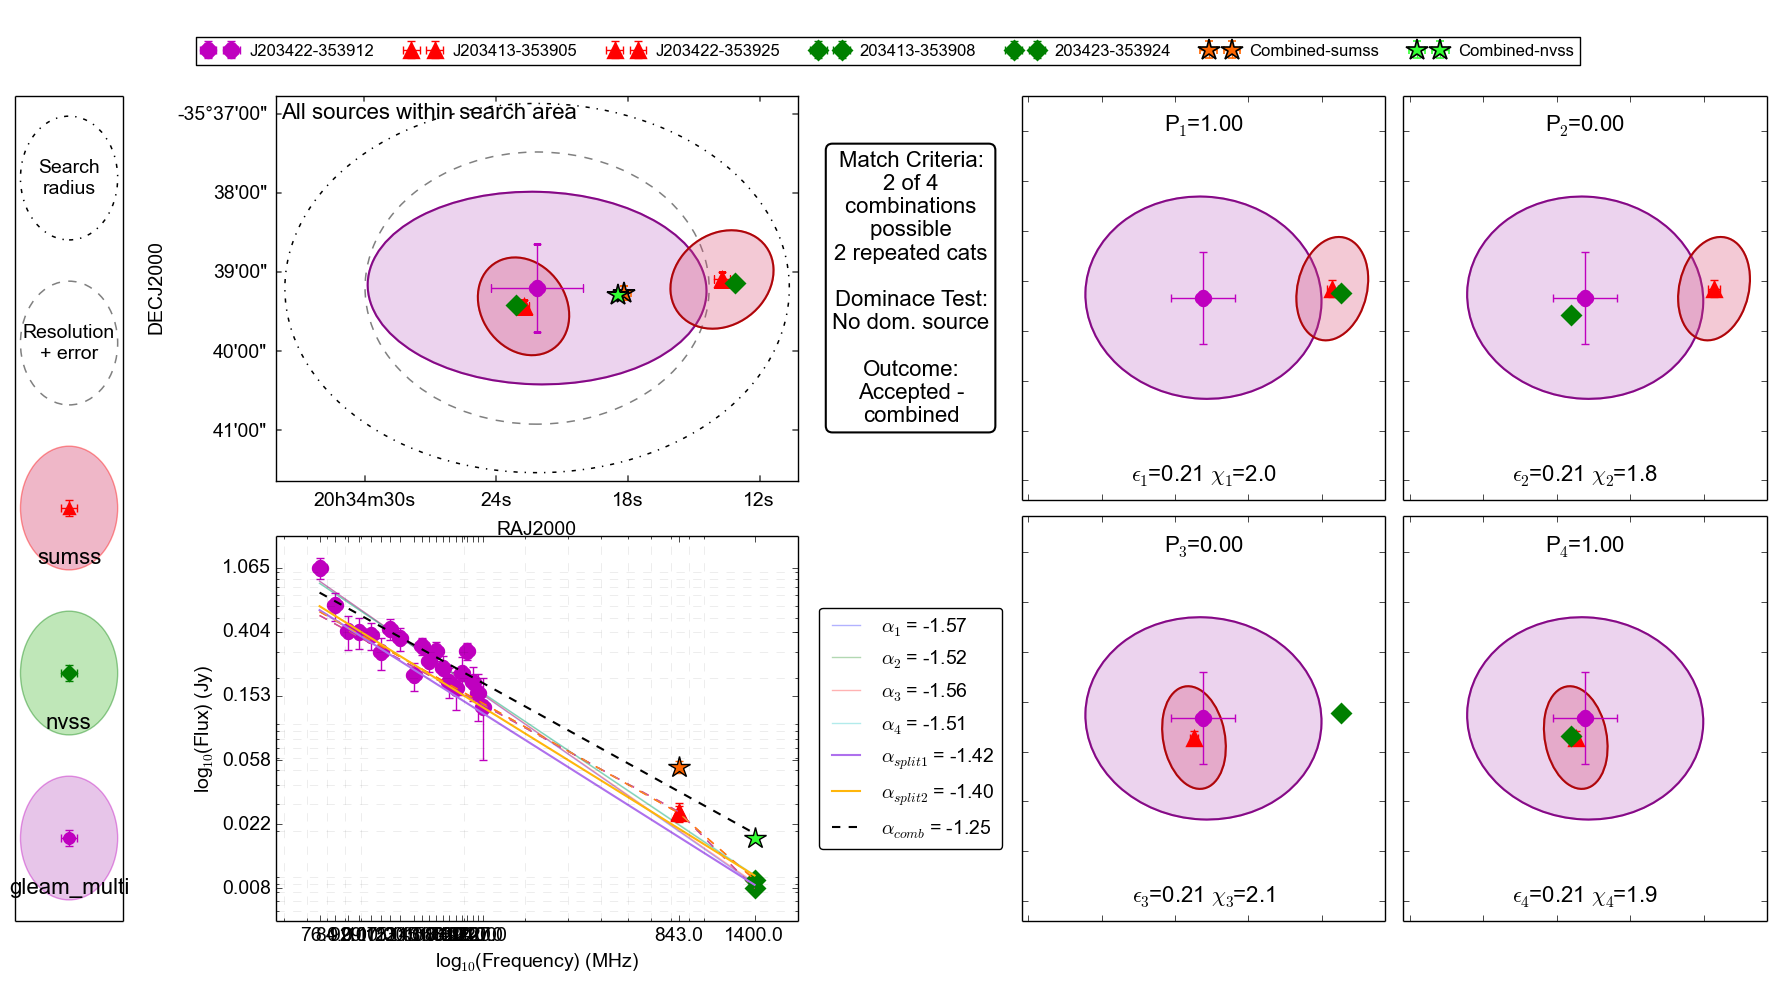 J203422-353912 J203413-353905 J203422-353925 203413-353908 203423-353924 Combined-sumss Combined-nvss
Search
radius
Resolution
+ error
sumss
nvss
gleam_multi
All sources within search area
DECJ2000
-35°37'00"
38'00"
39'00"
40'00"
41'00"
20h34m30s 24s 18s 12s
RAJ2000
Match Criteria:
2 of 4
combinations
possible
2 repeated cats
Dominace Test:
No dom. source
Outcome:
Accepted -
combined
P₁=1.00
ϵ₁=0.21 χ₁=2.0
P₂=0.00
ϵ₂=0.21 χ₂=1.8
P₃=0.00
ϵ₃=0.21 χ₃=2.1
P₄=1.00
ϵ₄=0.21 χ₄=1.9
log₁₀(Flux) (Jy)
1.065
0.404
0.153
0.058
0.022
0.008
843.0 1400.0
log₁₀(Frequency) (MHz)
α₁ = -1.57
α₂ = -1.52
α₃ = -1.56
α₄ = -1.51
α_split1 = -1.42
α_split2 = -1.40
α_comb = -1.25